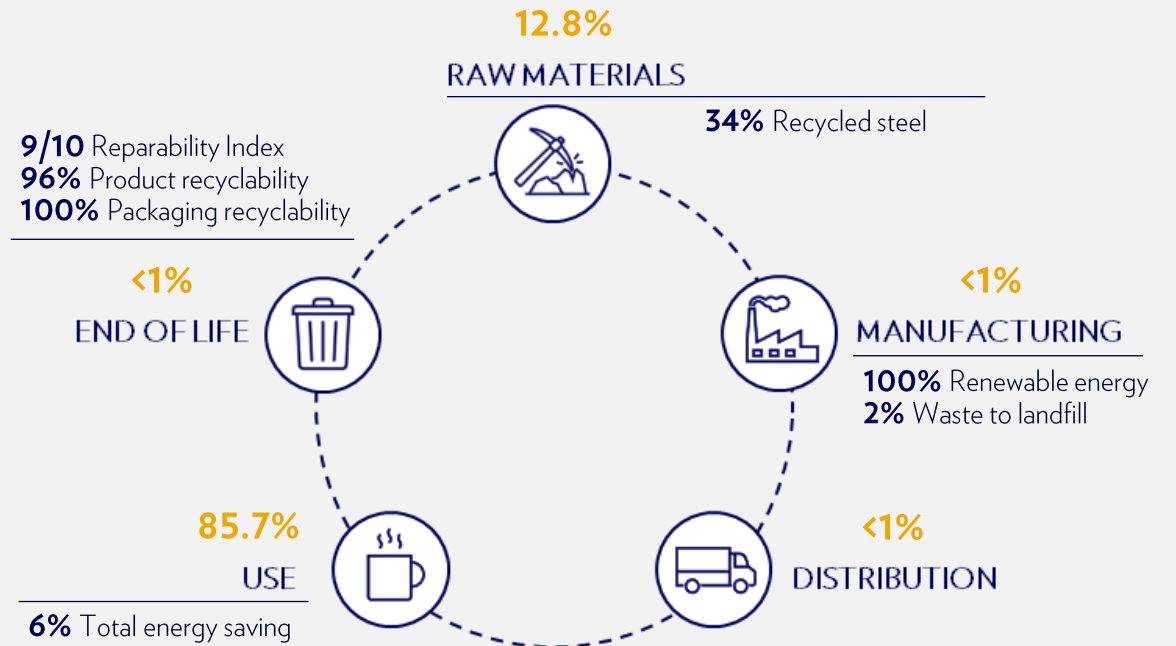 12.8%
RAW MATERIALS
34% Recycled steel
9/10 Reparability Index
96% Product recyclability
100% Packaging recyclability
<1%
END OF LIFE
<1%
MANUFACTURING
100% Renewable energy
2% Waste to landfill
85.7%
USE
6% Total energy saving
<1%
DISTRIBUTION